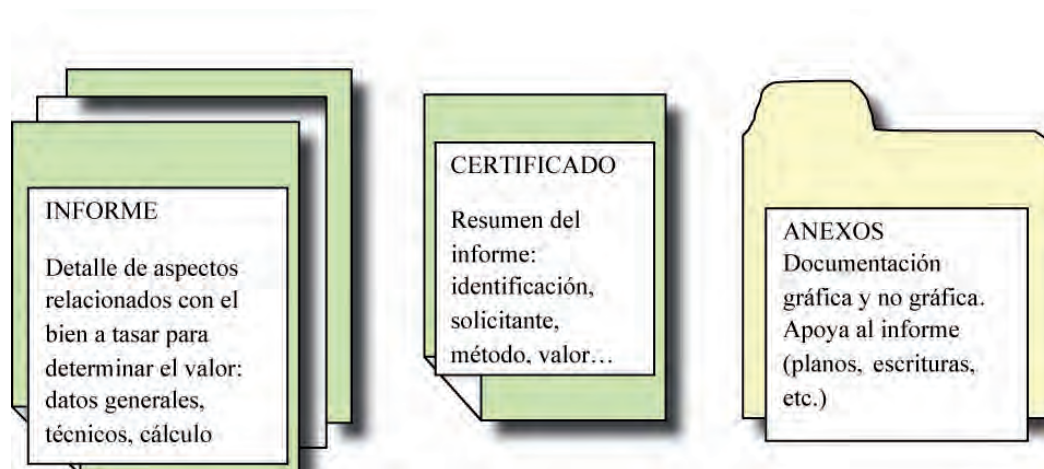 INFORME
Detalle de aspectos
relacionados con el
bien a tasar para
determinar el valor:
datos generales,
técnicos, cálculo
CERTIFICADO
Resumen del
informe:
identificación,
solicitante,
método, valor…
ANEXOS
Documentación
gráfica y no gráfica.
Apoya al informe
(planos, escrituras,
etc.)